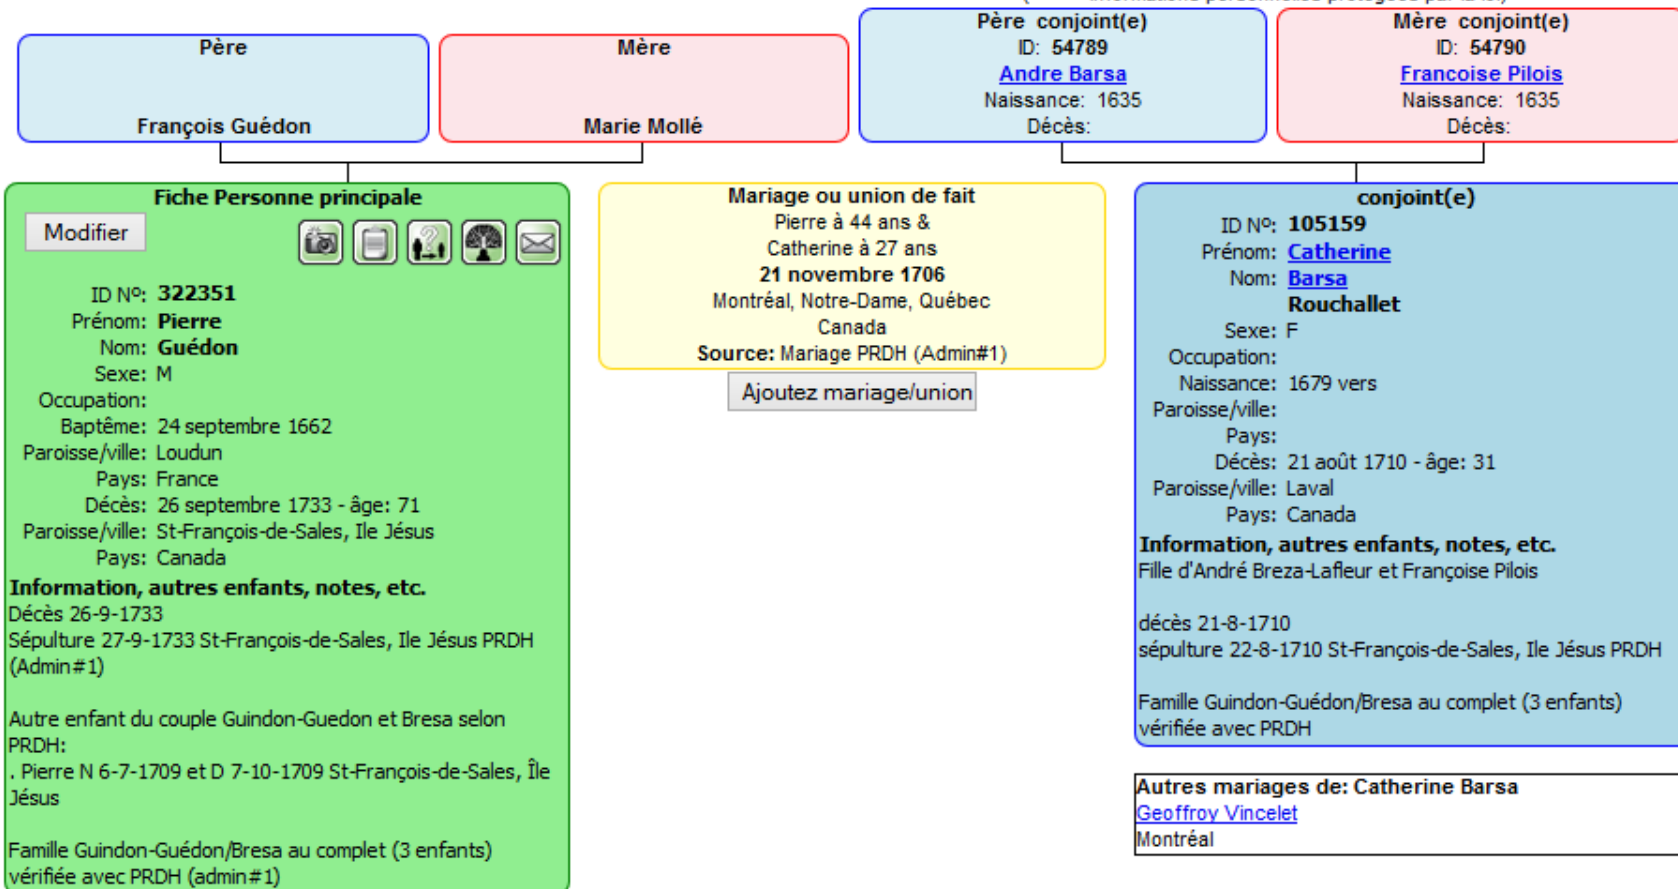 Père
François Guédon
Mère
Marie Mollé
Père conjoint(e)
ID: 54789
Andre Barsa
Naissance: 1635
Décès:
Mère conjoint(e)
ID: 54790
Francoise Pilois
Naissance: 1635
Décès:
Fiche Personne principale
Modifier
ID Nº: 322351
Prénom: Pierre
Nom: Guédon
Sexe: M
Occupation:
Baptême: 24 septembre 1662
Paroisse/ville: Loudun
Pays: France
Décès: 26 septembre 1733 - âge: 71
Paroisse/ville: St-François-de-Sales, Ile Jésus
Pays: Canada
Information, autres enfants, notes, etc.
Décès 26-9-1733
Sépulture 27-9-1733 St-François-de-Sales, Ile Jésus PRDH
(Admin#1)
Autre enfant du couple Guindon-Guedon et Bresa selon
PRDH:
. Pierre N 6-7-1709 et D 7-10-1709 St-François-de-Sales, Île
Jésus
Famille Guindon-Guédon/Bresa au complet (3 enfants)
vérifiée avec PRDH (admin#1)
Mariage ou union de fait
Pierre à 44 ans &
Catherine à 27 ans
21 novembre 1706
Montréal, Notre-Dame, Québec
Canada
Source: Mariage PRDH (Admin#1)
Ajoutez mariage/union
conjoint(e)
ID Nº: 105159
Prénom: Catherine
Nom: Barsa
Rouchallet
Sexe: F
Occupation:
Naissance: 1679 vers
Paroisse/ville:
Pays:
Décès: 21 août 1710 - âge: 31
Paroisse/ville: Laval
Pays: Canada
Information, autres enfants, notes, etc.
Fille d'André Breza-Lafleur et Françoise Pilois
décès 21-8-1710
sépulture 22-8-1710 St-François-de-Sales, Ile Jésus PRDH
Famille Guindon-Guédon/Bresa au complet (3 enfants)
vérifiée avec PRDH
Autres mariages de: Catherine Barsa
Geoffroy Vincelet
Montréal